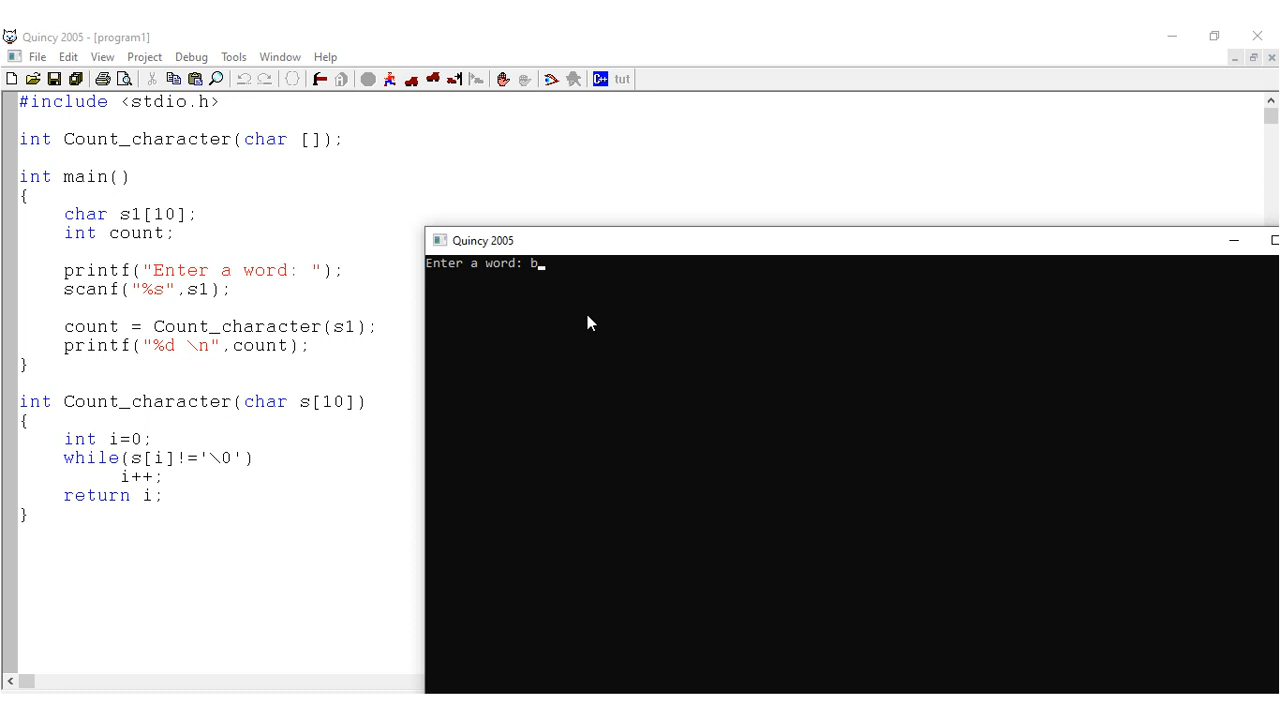 Quincy 2005 - [program1]
File Edit View Project Debug Tools Window Help
C++ tut
#include <stdio.h>
int Count_character(char []);
int main()
{
char s1[10];
int count;
printf("Enter a word: ");
scanf("%s",s1);
count = Count_character(s1);
printf("%d \n",count);
}
int Count_character(char s[10])
{
int i=0;
while(s[i]!='\0')
i++;
return i;
}
Quincy 2005
Enter a word: b_